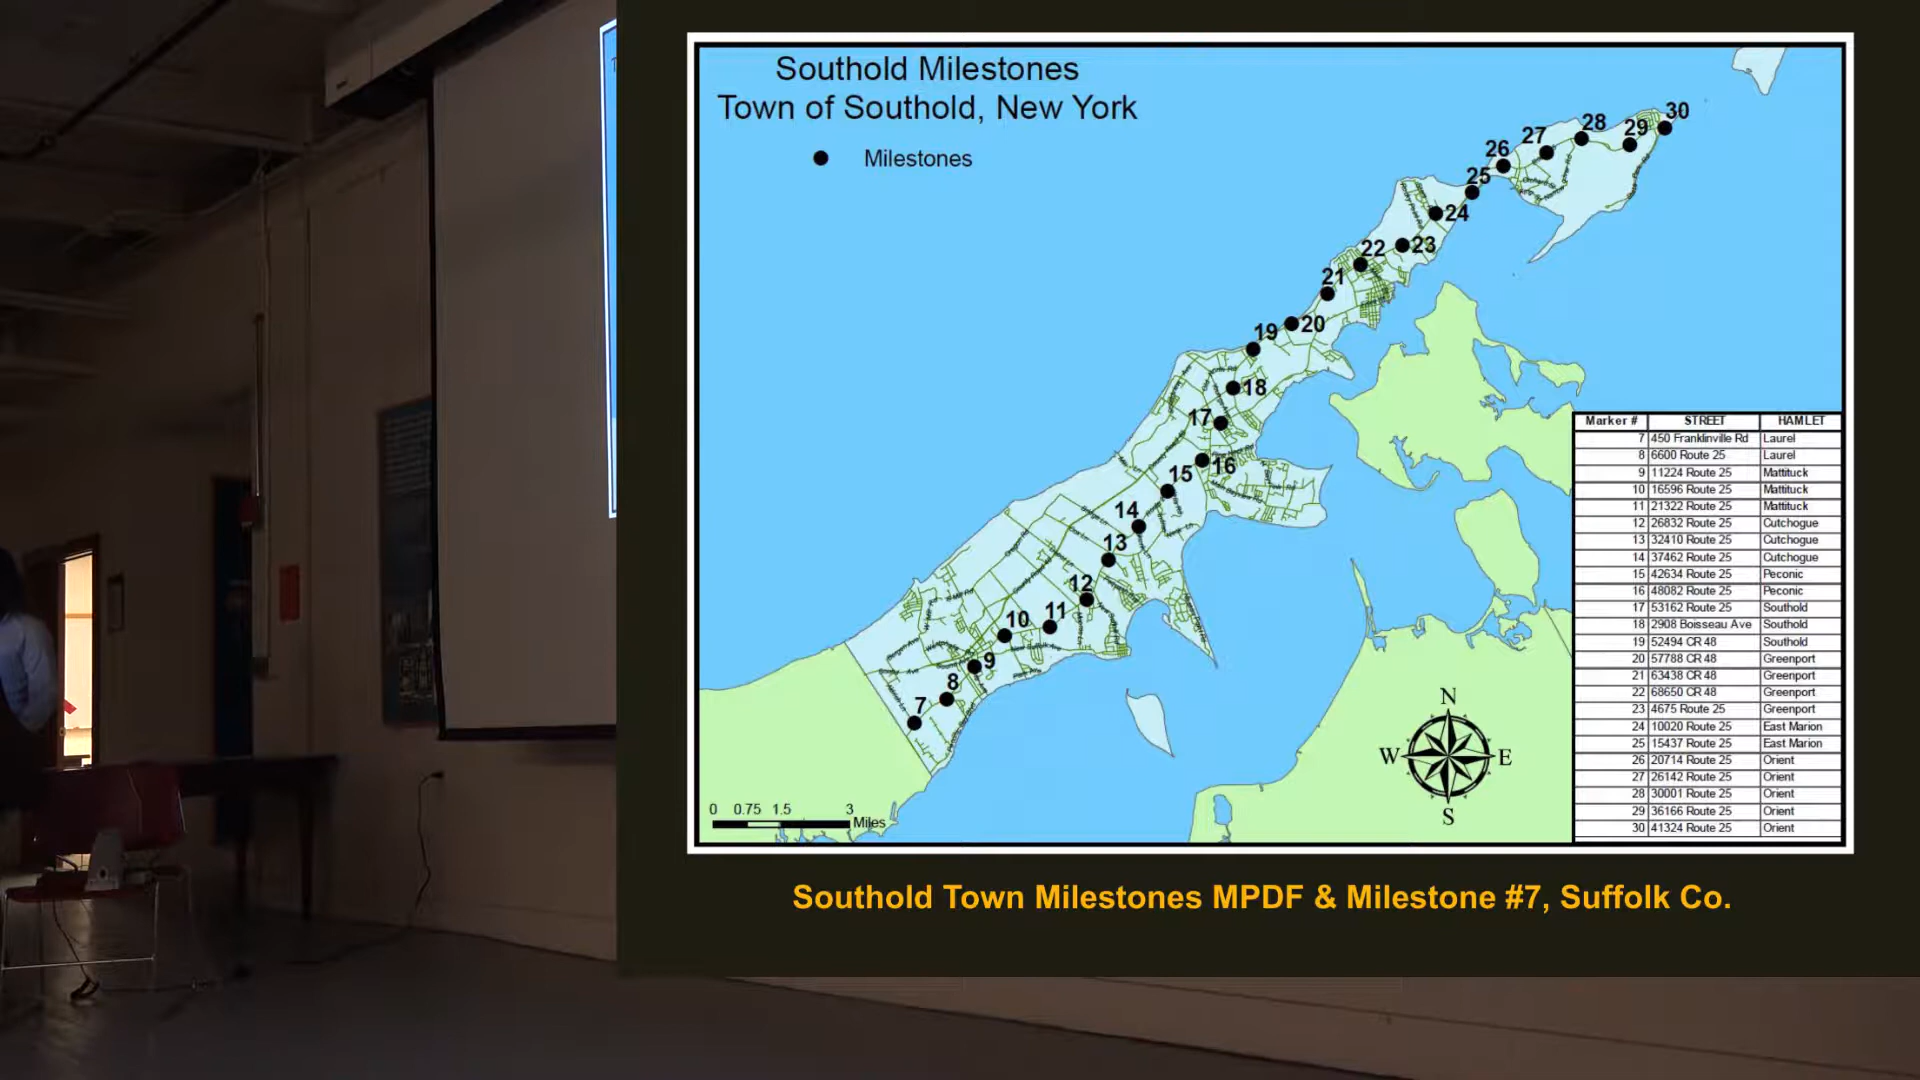 Southold Milestones
Town of Southold, New York
Milestones
30
28
29
27
26
25
24
23
22
21
20
19
18
17
16
15
14
13
12
11
10
9
8
7
Marker # STREET HAMLET
7 450 Franklinville Rd Laurel
8 6600 Route 25 Laurel
9 11224 Route 25 Mattituck
10 16596 Route 25 Mattituck
11 21322 Route 25 Mattituck
12 26832 Route 25 Cutchogue
13 32410 Route 25 Cutchogue
14 37462 Route 25 Cutchogue
15 42634 Route 25 Peconic
16 48082 Route 25 Peconic
17 53162 Route 25 Southold
18 2908 Boisseau Ave Southold
19 52494 CR 48 Southold
20 57788 CR 48 Greenport
21 63438 CR 48 Greenport
22 68650 CR 48 Greenport
23 4675 Route 25 Greenport
24 10020 Route 25 East Marion
25 15437 Route 25 East Marion
26 20714 Route 25 Orient
27 26142 Route 25 Orient
28 30001 Route 25 Orient
29 36166 Route 25 Orient
30 41324 Route 25 Orient
N
W E
S
0 0.75 1.5 3
Miles
Southold Town Milestones MPDF & Milestone #7, Suffolk Co.